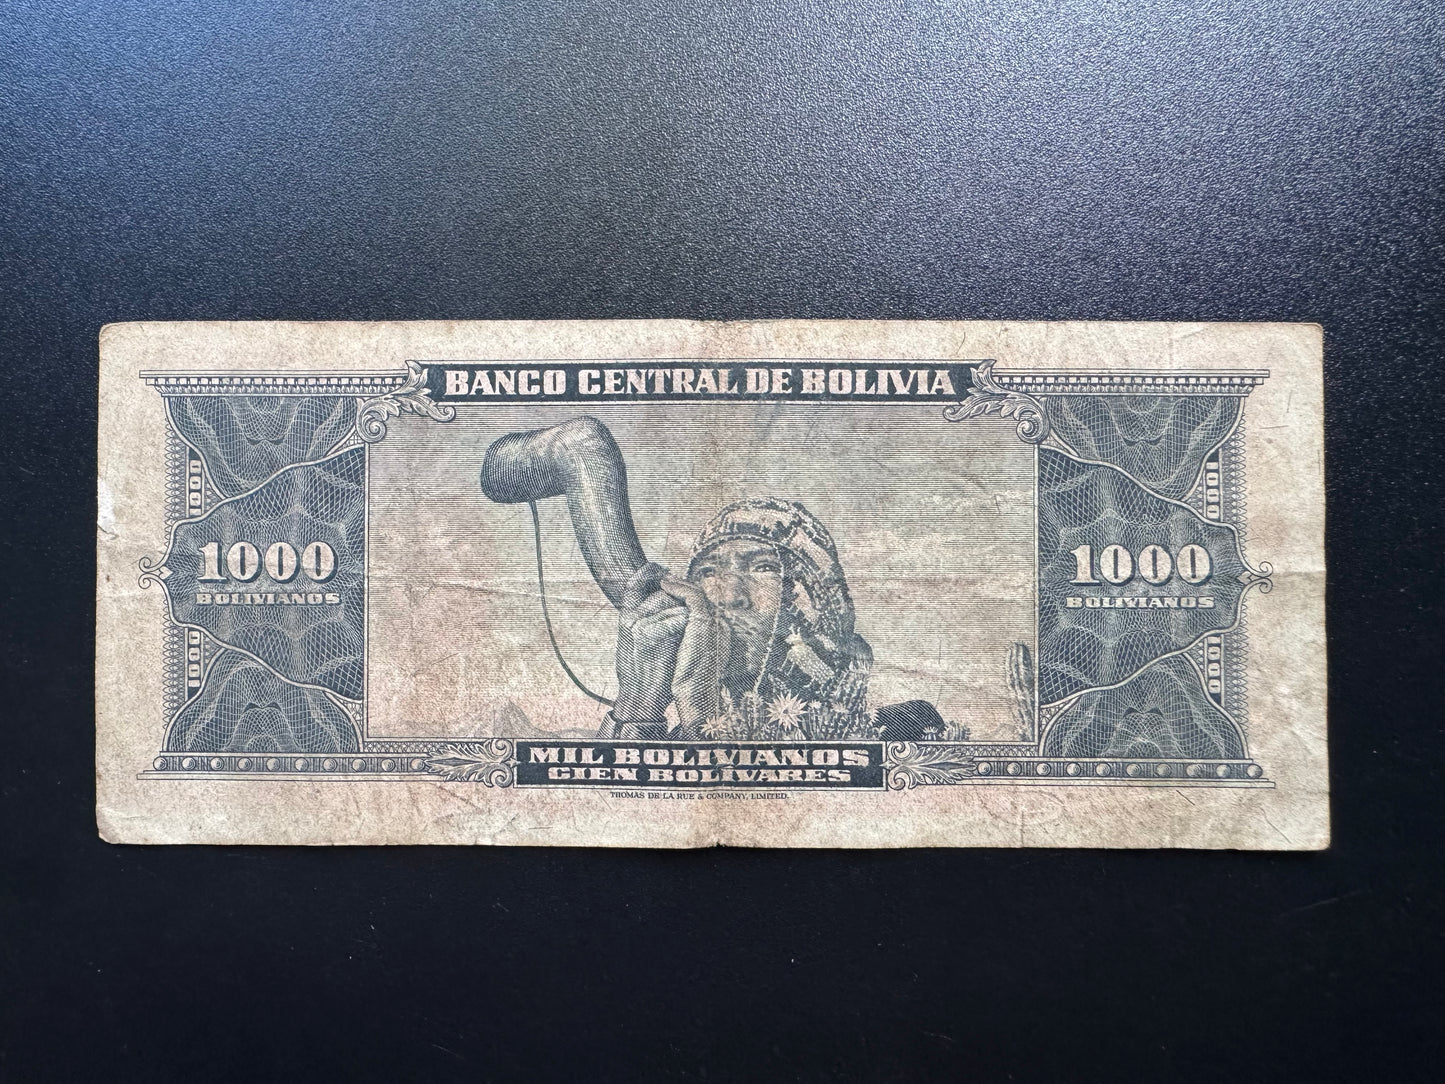 BANCO CENTRAL DE BOLIVIA
1000
1000
1000
BOLIVIANOS
1000
1000
BOLIVIANOS
1000
1000
MIL BOLIVIANOS
CIEN BOLIVARES
THOMAS DE LA RUE & COMPANY, LIMITED.